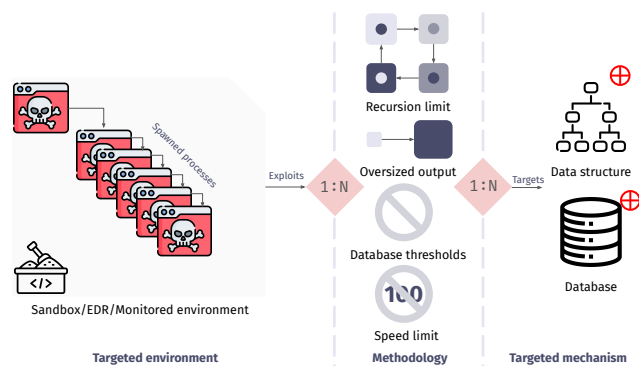 Spawned processes
</>
Sandbox/EDR/Monitored environment
Targeted environment
Exploits
1:N
Recursion limit
Oversized output
Database thresholds
100
Speed limit
Methodology
1:N
Targets
Data structure
Database
Targeted mechanism